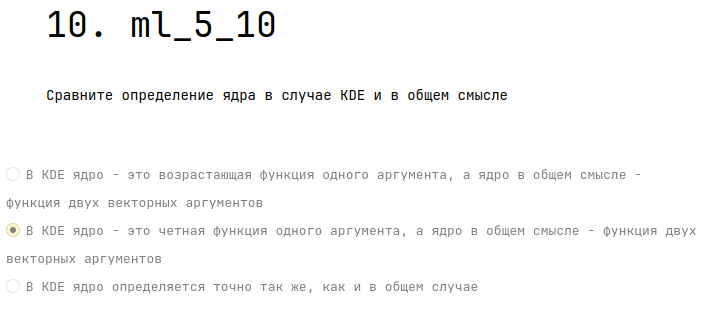 10. ml_5_10
Сравните определение ядра в случае KDE и в общем смысле
В KDE ядро - это возрастающая функция одного аргумента, а ядро в общем смысле -
функция двух векторных аргументов
В KDE ядро - это четная функция одного аргумента, а ядро в общем смысле - функция двух
векторных аргументов
В KDE ядро определяется точно так же, как и в общем случае